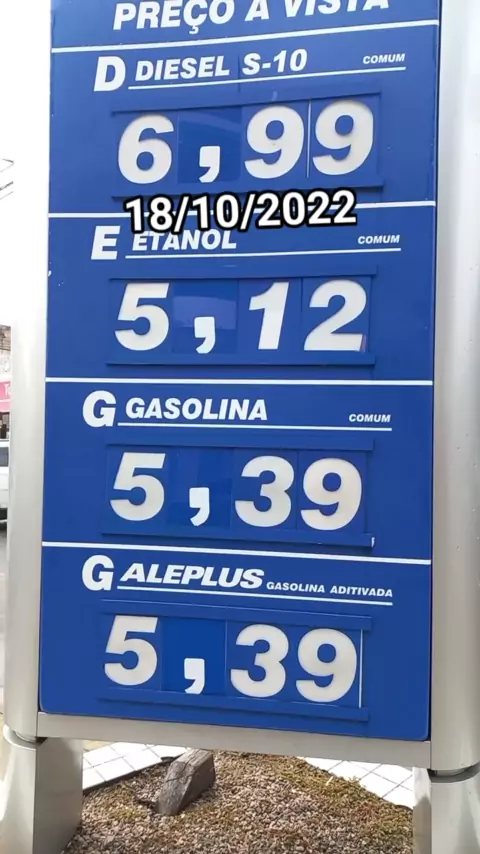 PREÇO A VISTA
D DIESEL S-10 COMUM
6,99
18/10/2022
E ETANOL COMUM
5,12
G GASOLINA COMUM
5,39
G ALEPLUS GASOLINA ADITIVADA
5,39